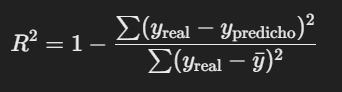 R² = 1 − ∑(y_real − y_predicho)² / ∑(y_real − ȳ)²